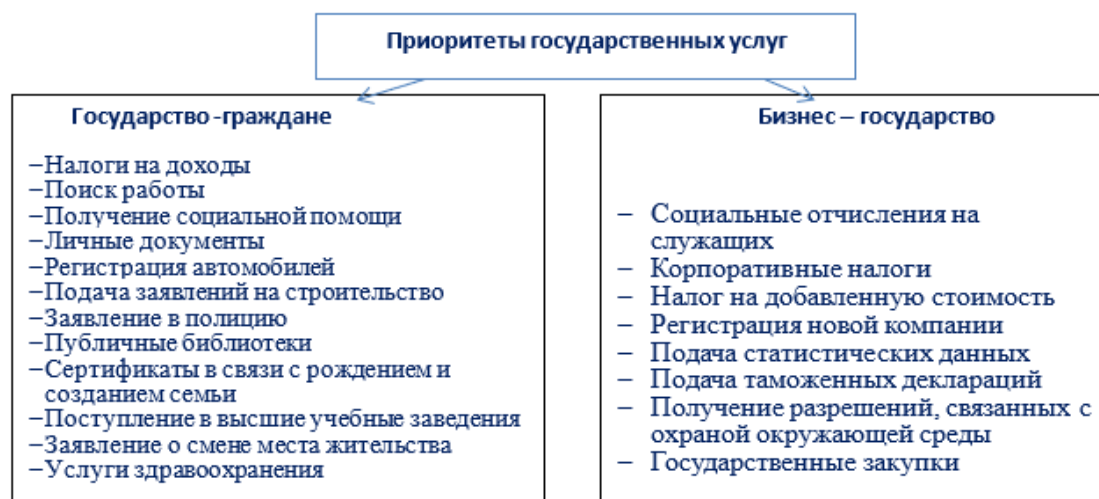 Приоритеты государственных услуг
Государство -граждане
–Налоги на доходы
–Поиск работы
–Получение социальной помощи
–Личные документы
–Регистрация автомобилей
–Подача заявлений на строительство
–Заявление в полицию
–Публичные библиотеки
–Сертификаты в связи с рождением и
созданием семьи
–Поступление в высшие учебные заведения
–Заявление о смене места жительства
–Услуги здравоохранения
Бизнес – государство
– Социальные отчисления на
служащих
– Корпоративные налоги
– Налог на добавленную стоимость
– Регистрация новой компании
– Подача статистических данных
– Подача таможенных деклараций
– Получение разрешений, связанных с
охраной окружающей среды
– Государственные закупки